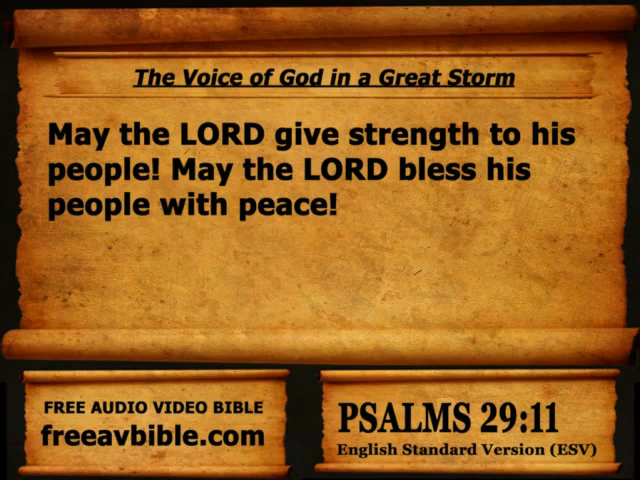 The Voice of God in a Great Storm
May the LORD give strength to his
people! May the LORD bless his
people with peace!
FREE AUDIO VIDEO BIBLE
freeavbible.com
PSALMS 29:11
English Standard Version (ESV)